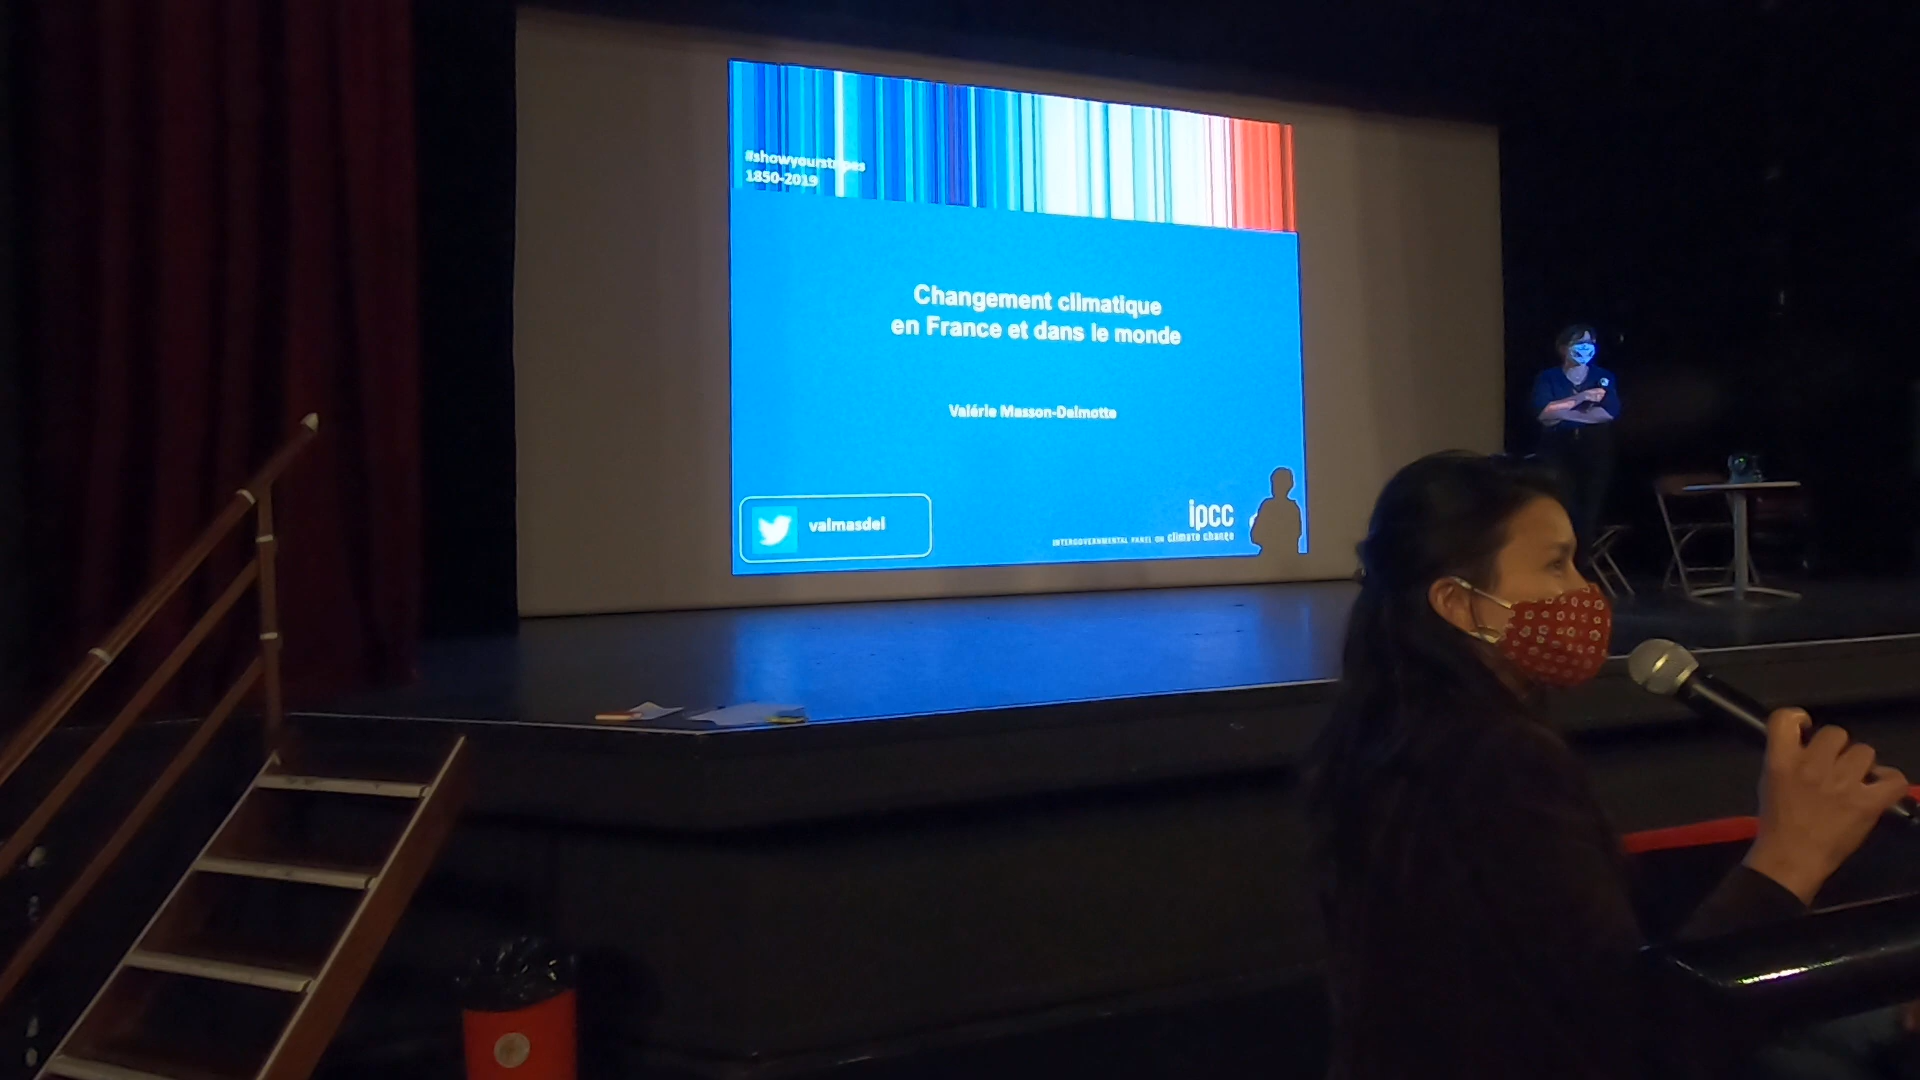 #showyourstripes
1850-2019
Changement climatique
en France et dans le monde
Valérie Masson-Delmotte
valmasdel
ipcc
INTERGOVERNMENTAL PANEL ON climate change